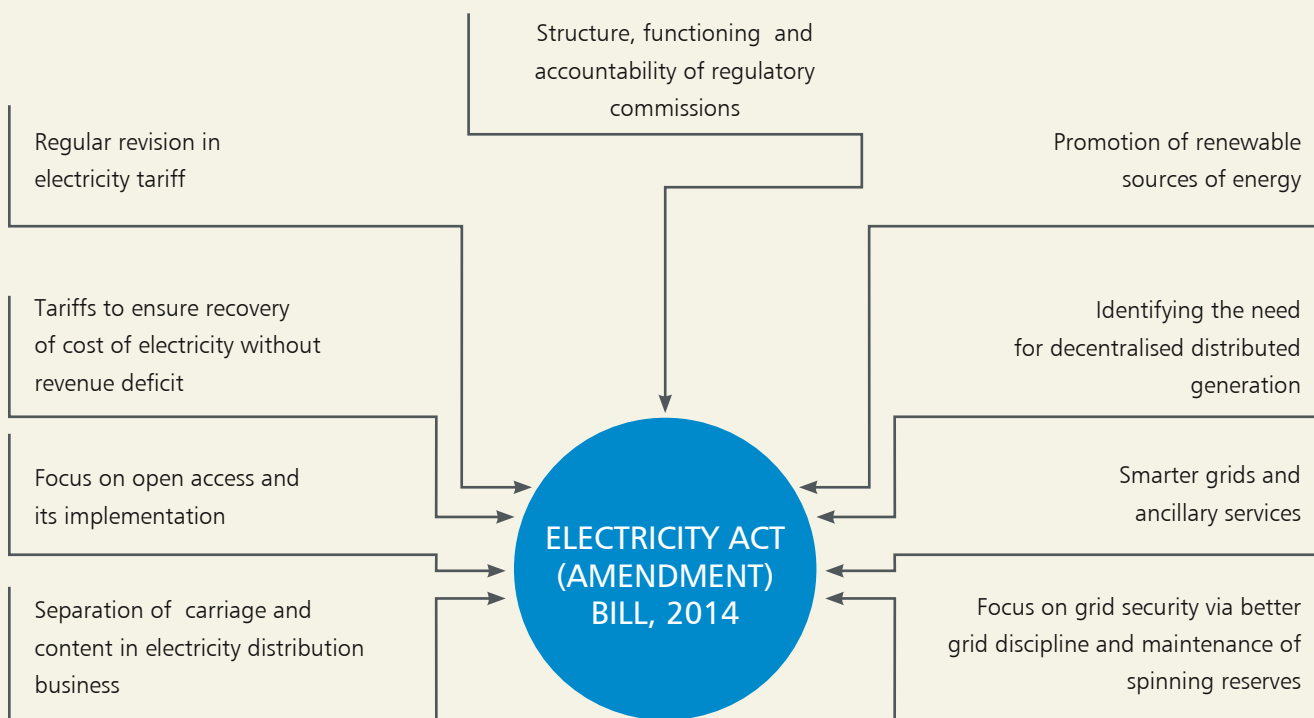 Structure, functioning and
accountability of regulatory
commissions
Regular revision in
electricity tariff
Promotion of renewable
sources of energy
Tariffs to ensure recovery
of cost of electricity without
revenue deficit
Identifying the need
for decentralised distributed
generation
Focus on open access and
its implementation
Smarter grids and
ancillary services
ELECTRICITY ACT
(AMENDMENT)
BILL, 2014
Separation of carriage and
content in electricity distribution
business
Focus on grid security via better
grid discipline and maintenance of
spinning reserves